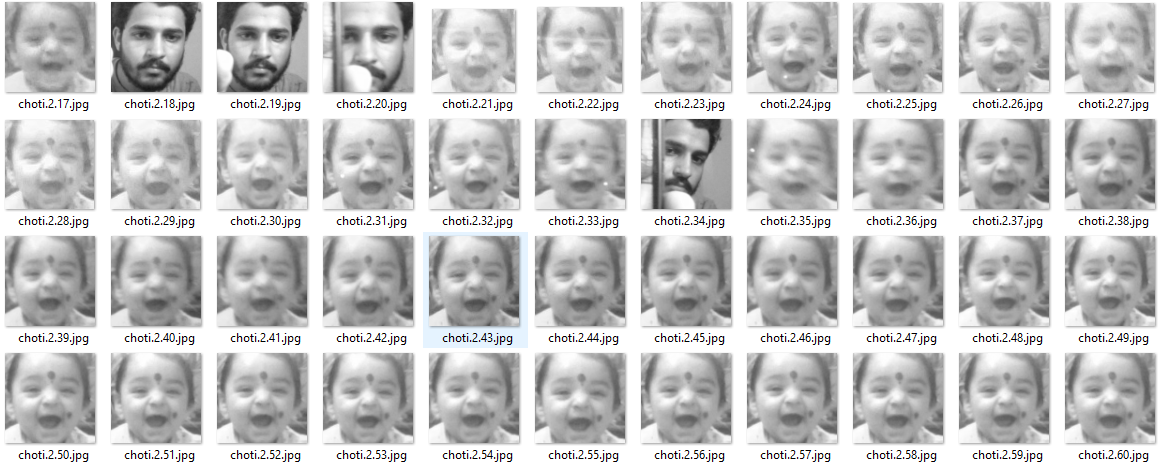 choti.2.17.jpg choti.2.18.jpg choti.2.19.jpg choti.2.20.jpg choti.2.21.jpg choti.2.22.jpg choti.2.23.jpg choti.2.24.jpg choti.2.25.jpg choti.2.26.jpg choti.2.27.jpg
choti.2.28.jpg choti.2.29.jpg choti.2.30.jpg choti.2.31.jpg choti.2.32.jpg choti.2.33.jpg choti.2.34.jpg choti.2.35.jpg choti.2.36.jpg choti.2.37.jpg choti.2.38.jpg
choti.2.39.jpg choti.2.40.jpg choti.2.41.jpg choti.2.42.jpg choti.2.43.jpg choti.2.44.jpg choti.2.45.jpg choti.2.46.jpg choti.2.47.jpg choti.2.48.jpg choti.2.49.jpg
choti.2.50.jpg choti.2.51.jpg choti.2.52.jpg choti.2.53.jpg choti.2.54.jpg choti.2.55.jpg choti.2.56.jpg choti.2.57.jpg choti.2.58.jpg choti.2.59.jpg choti.2.60.jpg